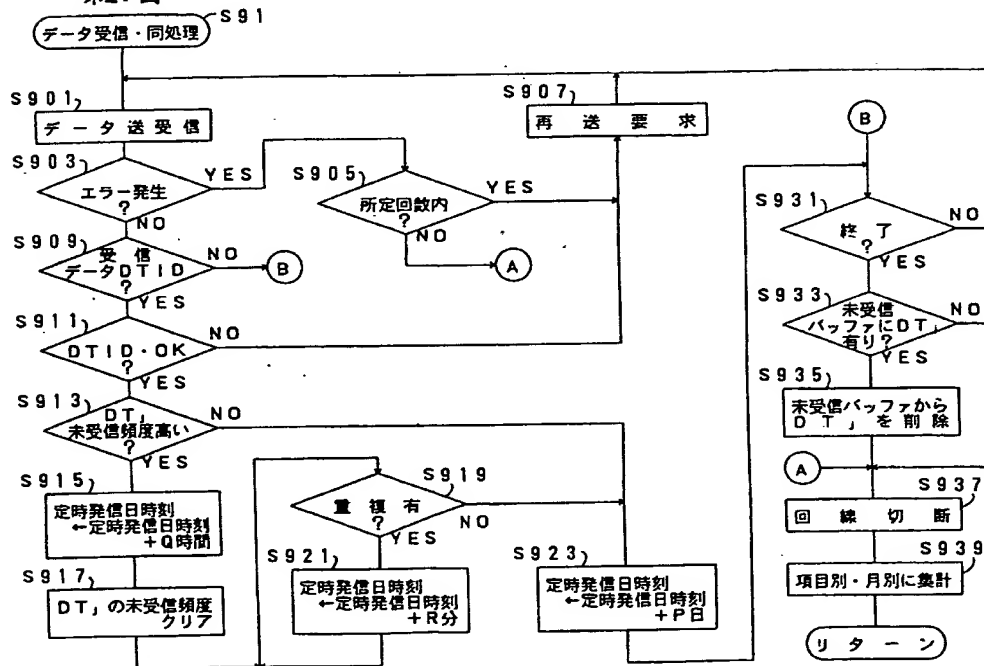 S91
データ受信・同処理
S901
データ送受信
S903
エラー発生
?
YES
NO
S905
所定回数内
?
YES
NO
A
S907
再送要求
S909
受信
データDTID
?
NO
B
YES
S911
DTID・OK
?
NO
YES
S913
DT」
未受信頻度高い
?
NO
YES
S915
定時発信日時刻
←定時発信日時刻
+Q時間
S917
DT」の未受信頻度
クリア
S919
重複有
?
NO
YES
S921
定時発信日時刻
←定時発信日時刻
+R分
S923
定時発信日時刻
←定時発信日時刻
+P日
B
S931
終了
?
NO
YES
S933
未受信
バッファにDT」
有り?
NO
YES
S935
未受信バッファから
DT」を削除
A
S937
回線切断
S939
項目別・月別に集計
リターン